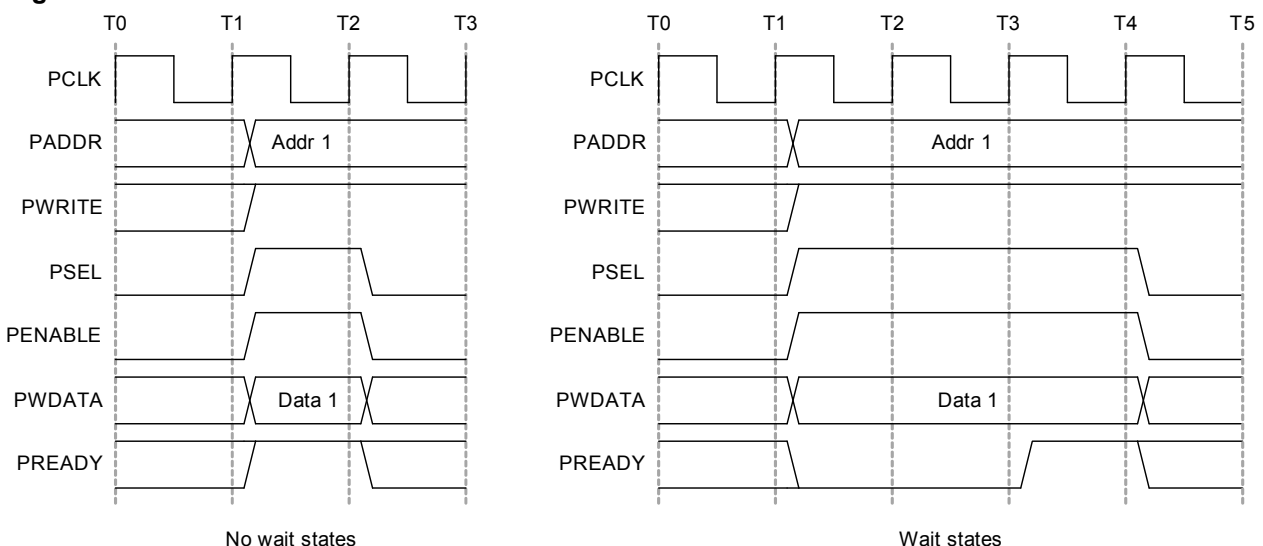 T0 T1 T2 T3
T0 T1 T2 T3 T4 T5
PCLK
PADDR Addr 1
PWRITE
PSEL
PENABLE
PWDATA Data 1
PREADY
No wait states
PCLK
PADDR Addr 1
PWRITE
PSEL
PENABLE
PWDATA Data 1
PREADY
Wait states